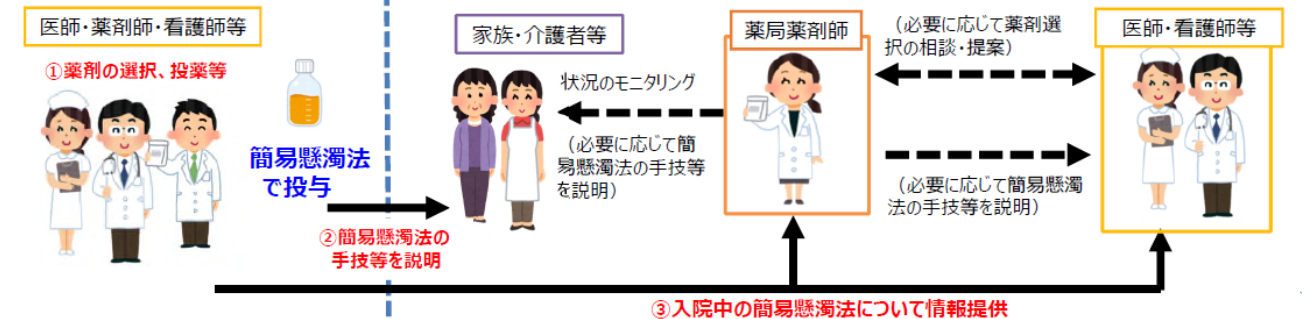 医師・薬剤師・看護師等
①薬剤の選択、投薬等
簡易懸濁法
で投与
②簡易懸濁法の
手技等を説明
家族・介護者等
状況のモニタリング
（必要に応じて簡
易懸濁法の手技等
を説明）
薬局薬剤師
（必要に応じて薬剤選
択の相談・提案）
（必要に応じて簡易懸濁
法の手技等を説明）
医師・看護師等
③入院中の簡易懸濁法について情報提供